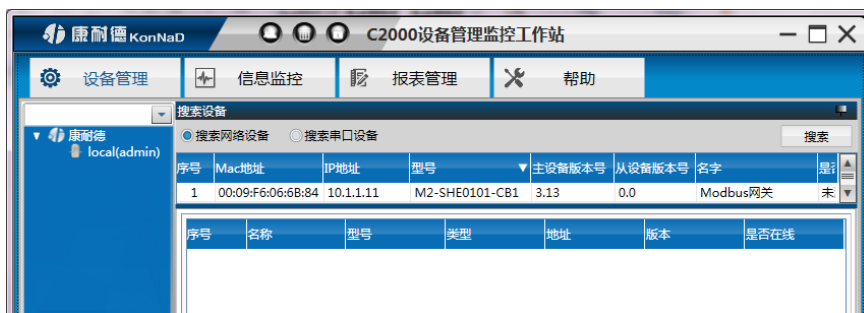 康耐德 KonNaD C2000设备管理监控工作站
设备管理 信息监控 报表管理 帮助
搜索设备
康耐德
local(admin)
搜索网络设备 搜索串口设备 搜索
序号 Mac地址 IP地址 型号 主设备版本号 从设备版本号 名字
1 00:09:F6:06:6B:84 10.1.1.11 M2-SHE0101-CB1 3.13 0.0 Modbus网关 未
序号 名称 型号 类型 地址 版本 是否在线